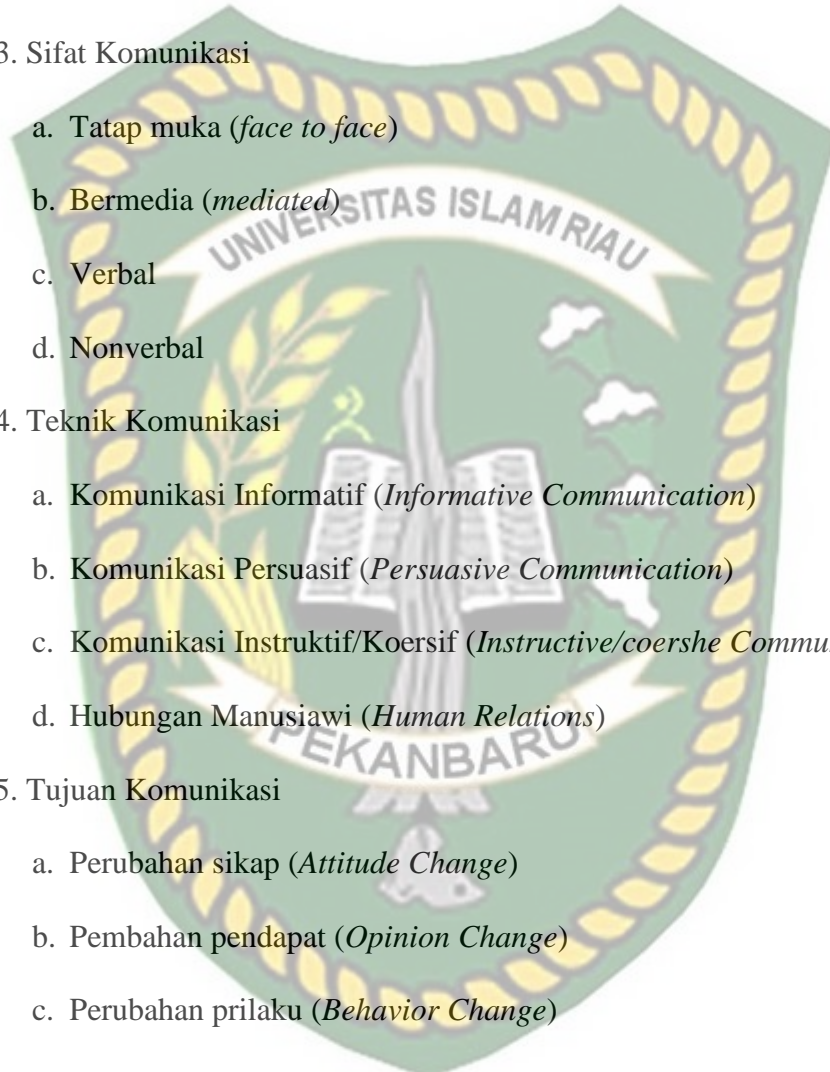 3. Sifat Komunikasi
a. Tatap muka (face to face)
b. Bermedia (mediated)
UNIVERSITAS ISLAM RIAU
c. Verbal
d. Nonverbal
4. Teknik Komunikasi
a. Komunikasi Informatif (Informative Communication)
b. Komunikasi Persuasif (Persuasive Communication)
c. Komunikasi Instruktif/Koersif (Instructive/coershe Commu
d. Hubungan Manusiawi (Human Relations)
PEKANBARU
5. Tujuan Komunikasi
a. Perubahan sikap (Attitude Change)
b. Pembahan pendapat (Opinion Change)
c. Perubahan prilaku (Behavior Change)